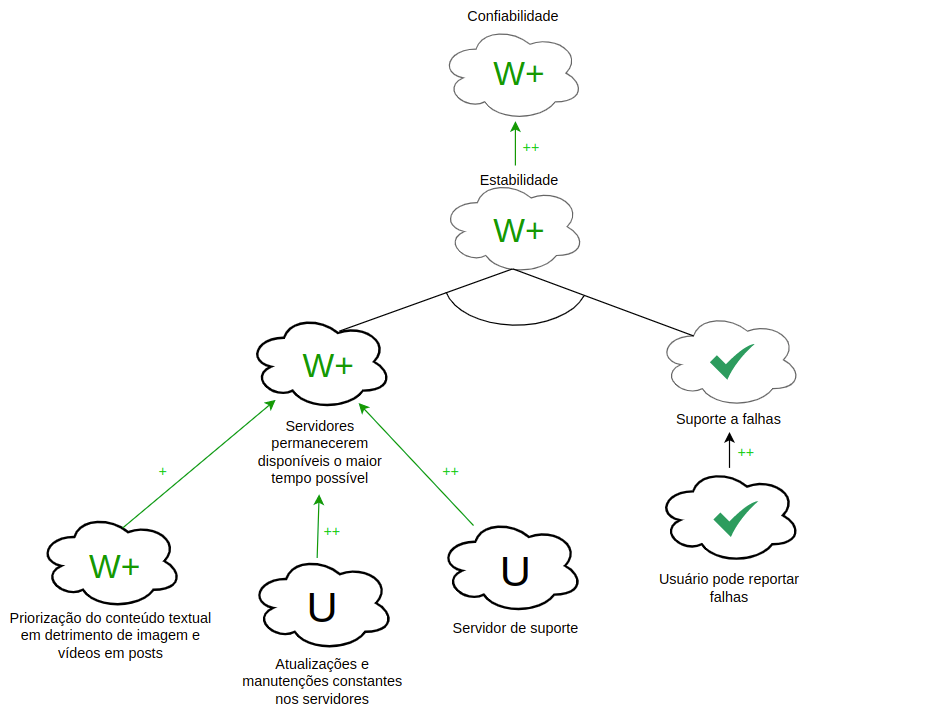 Confiabilidade
W+
++
Estabilidade
W+
W+
Servidores
permanecerem
disponíveis o maior
tempo possível
Suporte a falhas
+
++
++
++
W+
Priorização do conteúdo textual
em detrimento de imagem e
vídeos em posts
U
Atualizações e
manutenções constantes
nos servidores
U
Servidor de suporte
Usuário pode reportar
falhas